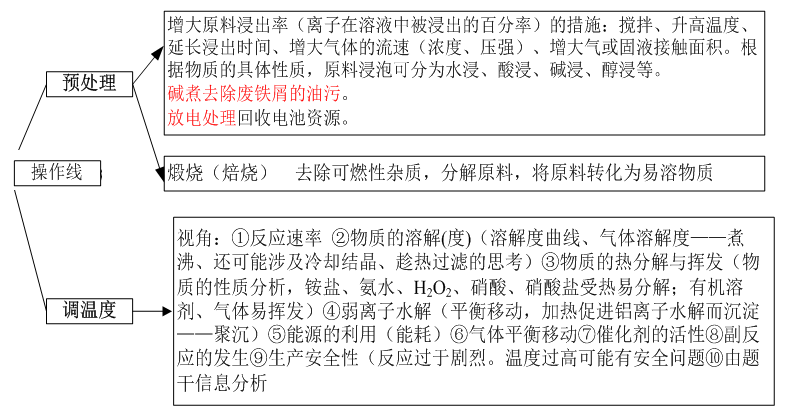 增大原料浸出率（离子在溶液中被浸出的百分率）的措施：搅拌、升高温度、
延长浸出时间、增大气体的流速（浓度、压强）、增大气或固液接触面积。根
据物质的具体性质，原料浸泡可分为水浸、酸浸、碱浸、醇浸等。
碱煮去除废铁屑的油污。
放电处理回收电池资源。
预处理
煅烧（焙烧） 去除可燃性杂质，分解原料，将原料转化为易溶物质
操作线
视角：①反应速率 ②物质的溶解(度)（溶解度曲线、气体溶解度——煮
沸、还可能涉及冷却结晶、趁热过滤的思考）③物质的热分解与挥发（物
质的性质分析，铵盐、氨水、H₂O₂、硝酸、硝酸盐受热易分解；有机溶
剂、气体易挥发）④弱离子水解（平衡移动，加热促进铝离子水解而沉淀
——聚沉）⑤能源的利用（能耗）⑥气体平衡移动⑦催化剂的活性⑧副反
应的发生⑨生产安全性（反应过于剧烈。温度过高可能有安全问题⑩由题
干信息分析
调温度